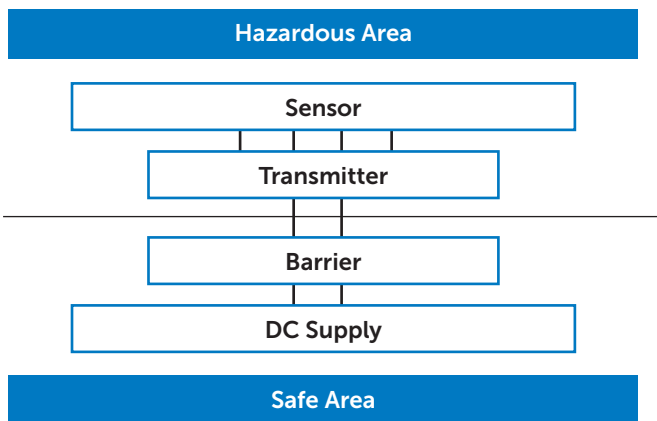 Hazardous Area
Sensor
Transmitter
Barrier
DC Supply
Safe Area